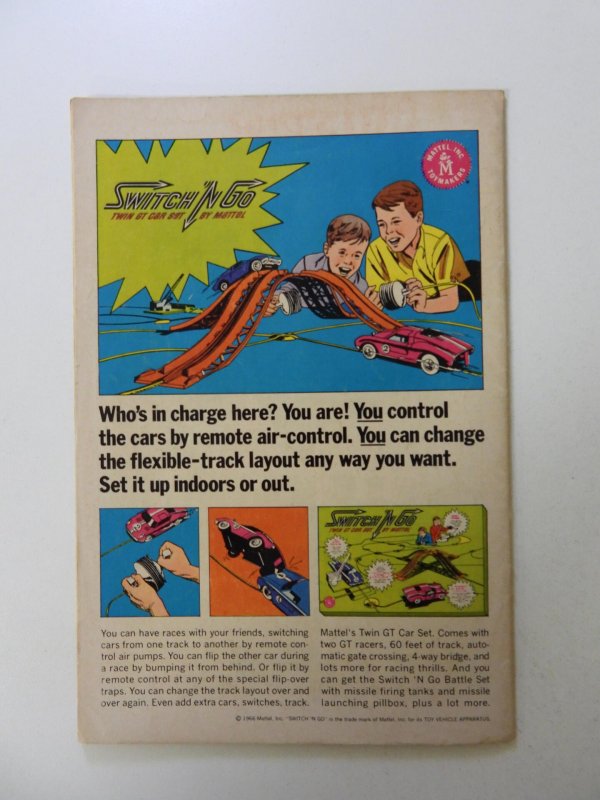 SWITCH 'N GO
TWIN GT CAR SET BY MATTEL
MATTEL, INC.
M
TOYMAKERS
2
Who's in charge here? You are! You control
the cars by remote air-control. You can change
the flexible-track layout any way you want.
Set it up indoors or out.
SWITCH 'N GO
TWIN GT CAR SET BY MATTEL
You can have races with your friends, switching
cars from one track to another by remote con-
trol air pumps. You can flip the other car during
a race by bumping it from behind. Or flip it by
remote control at any of the special flip-over
traps. You can change the track layout over and
over again. Even add extra cars, switches, track.
Mattel's Twin GT Car Set. Comes with
two GT racers, 60 feet of track, auto-
matic gate crossing, 4-way bridge, and
lots more for racing thrills. And you
can get the Switch 'N Go Battle Set
with missile firing tanks and missile
launching pillbox, plus a lot more.
© 1966 Mattel, Inc. "SWITCH 'N GO" is the trade mark of Mattel, Inc. for its TOY VEHICLE APPARATUS.